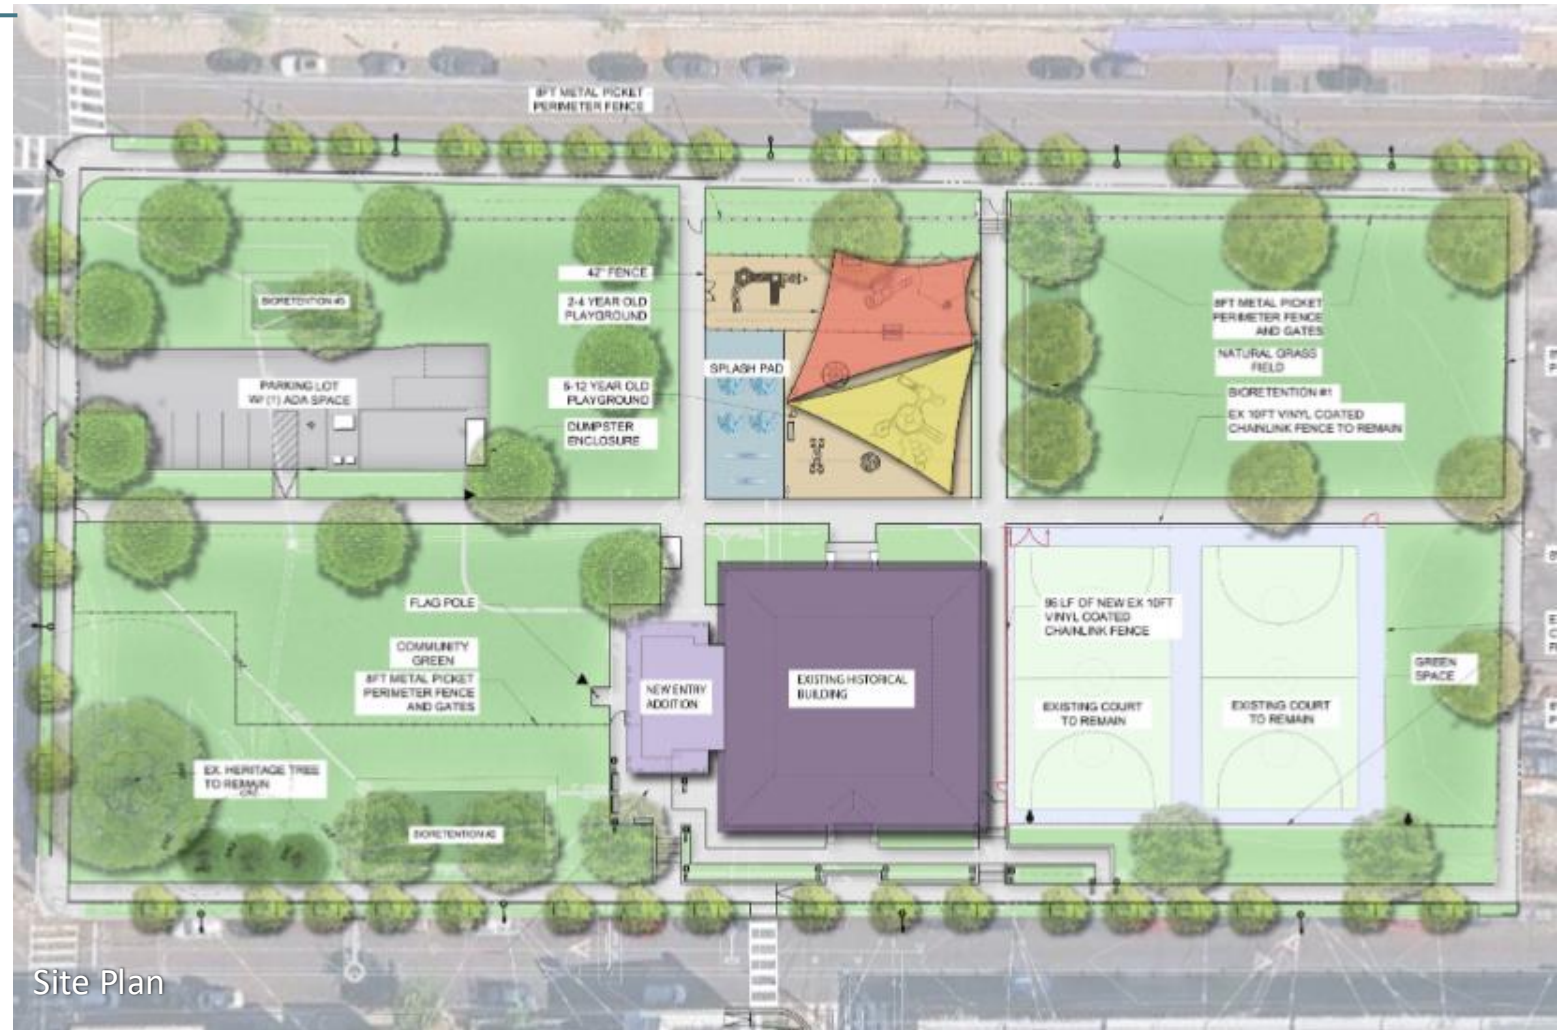 8FT METAL PICKET
PERIMETER FENCE
42" FENCE
2-4 YEAR OLD
PLAYGROUND
BIORETENTION #3
8FT METAL PICKET
PERIMETER FENCE
AND GATES
NATURAL GRASS
FIELD
SPLASH PAD
PARKING LOT
W/ (1) ADA SPACE
5-12 YEAR OLD
PLAYGROUND
BIORETENTION #1
EX 10FT VINYL COATED
CHAINLINK FENCE TO REMAIN
DUMPSTER
ENCLOSURE
FLAG POLE
96 LF OF NEW EX 10FT
VINYL COATED
CHAINLINK FENCE
COMMUNITY
GREEN
8FT METAL PICKET
PERIMETER FENCE
AND GATES
NEW ENTRY
ADDITION
EXISTING HISTORICAL
BUILDING
GREEN
SPACE
EXISTING COURT
TO REMAIN
EXISTING COURT
TO REMAIN
EX. HERITAGE TREE
TO REMAIN
BIORETENTION #2
Site Plan